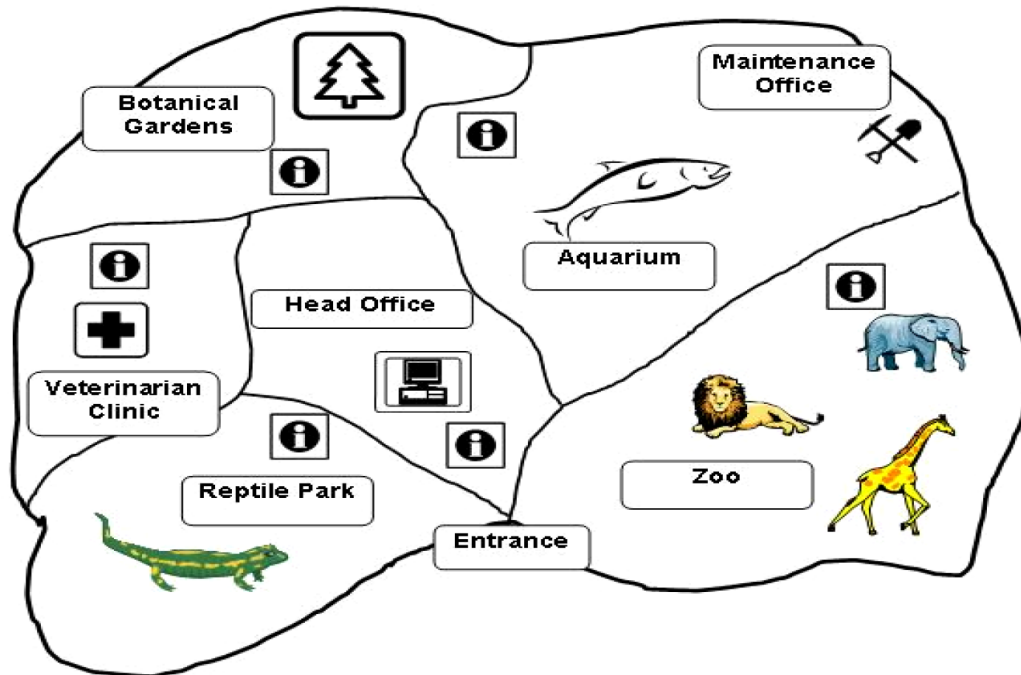 Maintenance
Office
Botanical
Gardens
Aquarium
Head Office
Veterinarian
Clinic
Reptile Park
Zoo
Entrance